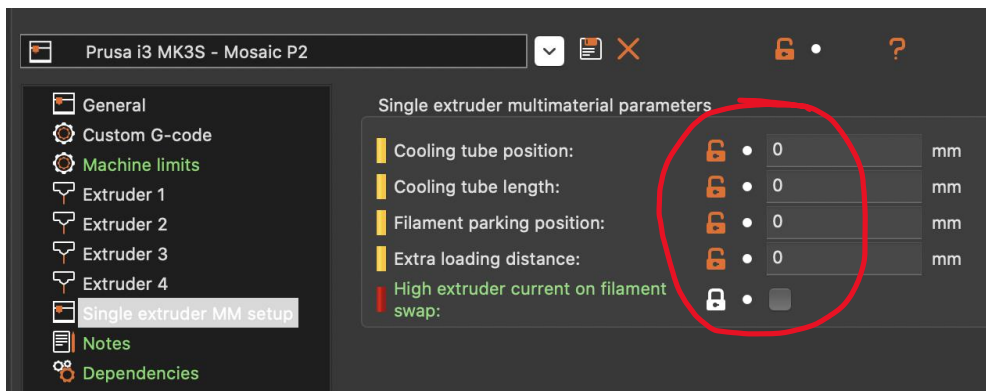 Prusa i3 MK3S - Mosaic P2
?
General
Custom G-code
Machine limits
Extruder 1
Extruder 2
Extruder 3
Extruder 4
Single extruder MM setup
Notes
Dependencies
Single extruder multimaterial parameters
Cooling tube position: 0 mm
Cooling tube length: 0 mm
Filament parking position: 0 mm
Extra loading distance: 0 mm
High extruder current on filament
swap: